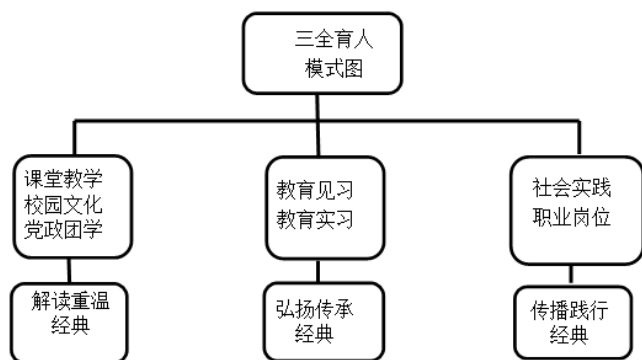 三全育人
模式图
课堂教学
校园文化
党政团学
教育见习
教育实习
社会实践
职业岗位
解读重温
经典
弘扬传承
经典
传播践行
经典